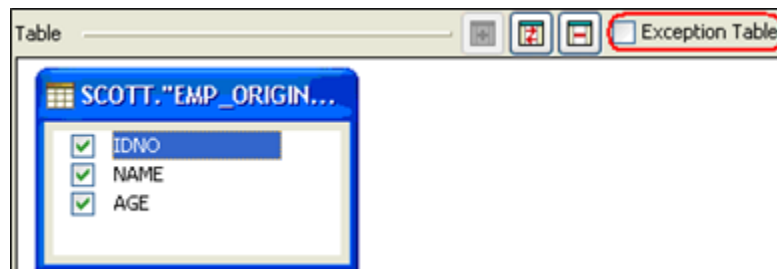 Table
Exception Table
SCOTT."EMP_ORIGIN...
IDNO
NAME
AGE